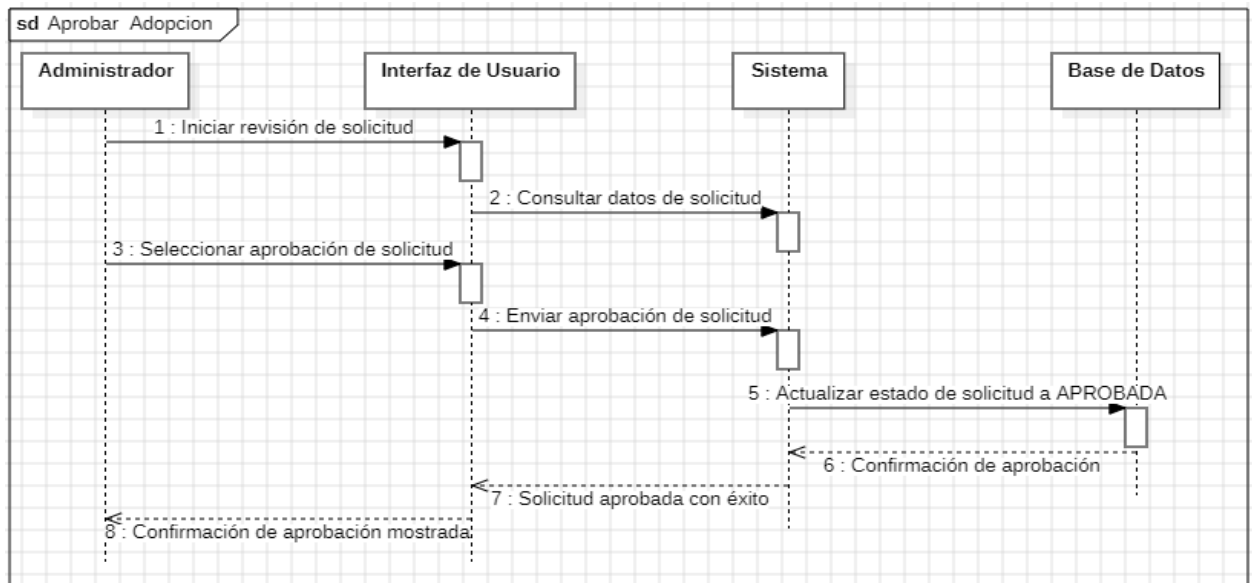 sd Aprobar Adopcion
Administrador
Interfaz de Usuario
Sistema
Base de Datos
1 : Iniciar revisión de solicitud
2 : Consultar datos de solicitud
3 : Seleccionar aprobación de solicitud
4 : Enviar aprobación de solicitud
5 : Actualizar estado de solicitud a APROBADA
6 : Confirmación de aprobación
7 : Solicitud aprobada con éxito
8 : Confirmación de aprobación mostrada